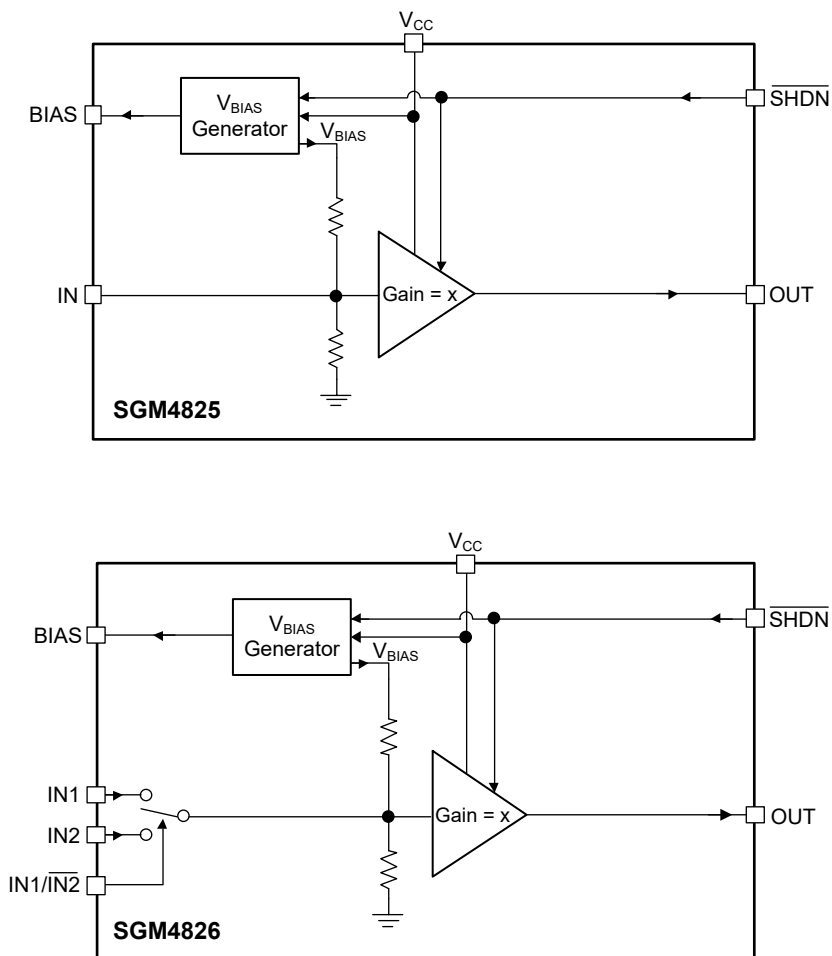 VCC
SHDN
BIAS
VBIAS
Generator
VBIAS
IN
Gain = x
OUT
SGM4825
VCC
SHDN
BIAS
VBIAS
Generator
VBIAS
IN1
IN2
Gain = x
OUT
IN1/IN2
SGM4826